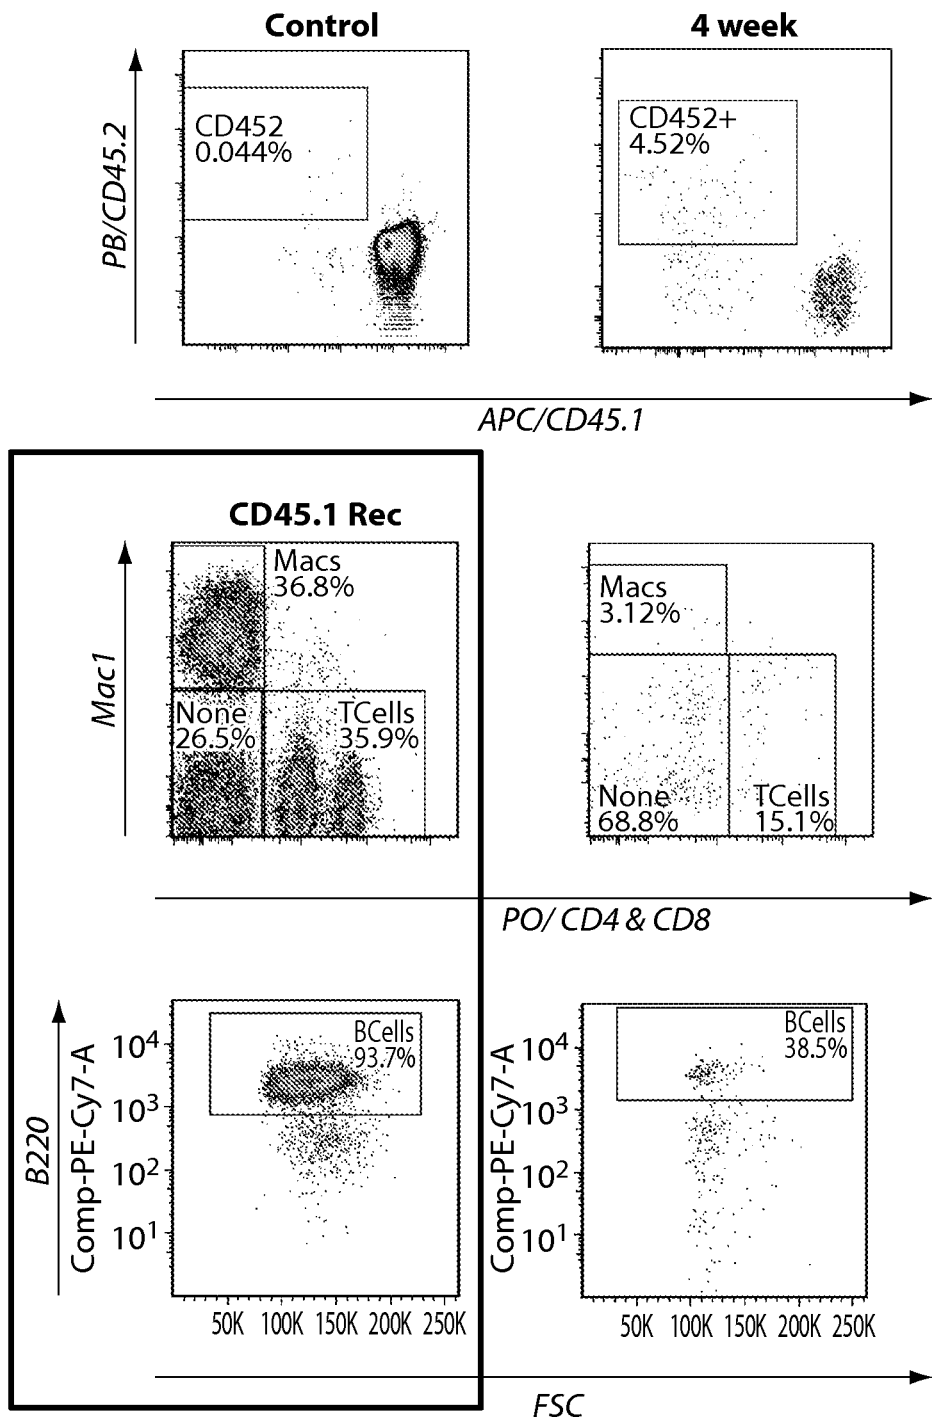 Control
4 week
PB/CD45.2
CD452
0.044%
CD452+
4.52%
APC/CD45.1
CD45.1 Rec
Mac1
Macs
36.8%
None
26.5%
TCells
35.9%
Macs
3.12%
None
68.8%
TCells
15.1%
PO/ CD4 & CD8
B220
Comp-PE-Cy7-A
10⁴
10³
10²
10¹
BCells
93.7%
50K 100K 150K 200K 250K
Comp-PE-Cy7-A
10⁴
10³
10²
10¹
BCells
38.5%
50K 100K 150K 200K 250K
FSC